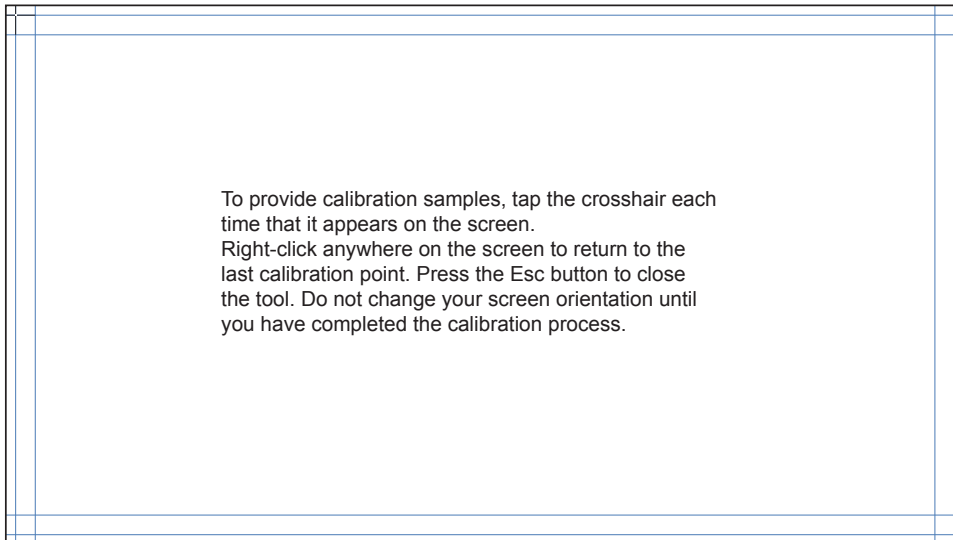 To provide calibration samples, tap the crosshair each
time that it appears on the screen.
Right-click anywhere on the screen to return to the
last calibration point. Press the Esc button to close
the tool. Do not change your screen orientation until
you have completed the calibration process.